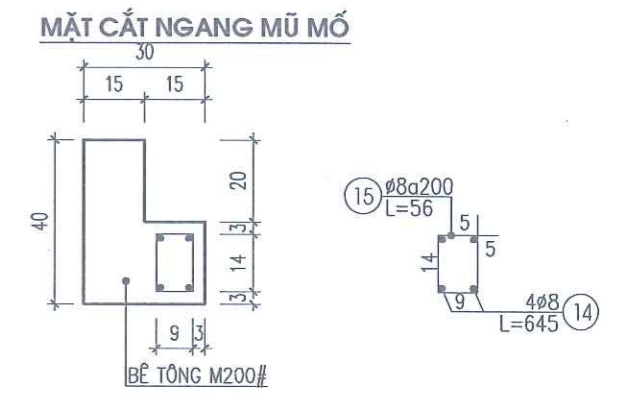 MẶT CẮT NGANG MŨ MỐ
30
15 15
40
20
3
14
3
9 3
BÊ TÔNG M200#
15 Ø8a200
L=56
5
5
14
9
4Ø8 14
L=645